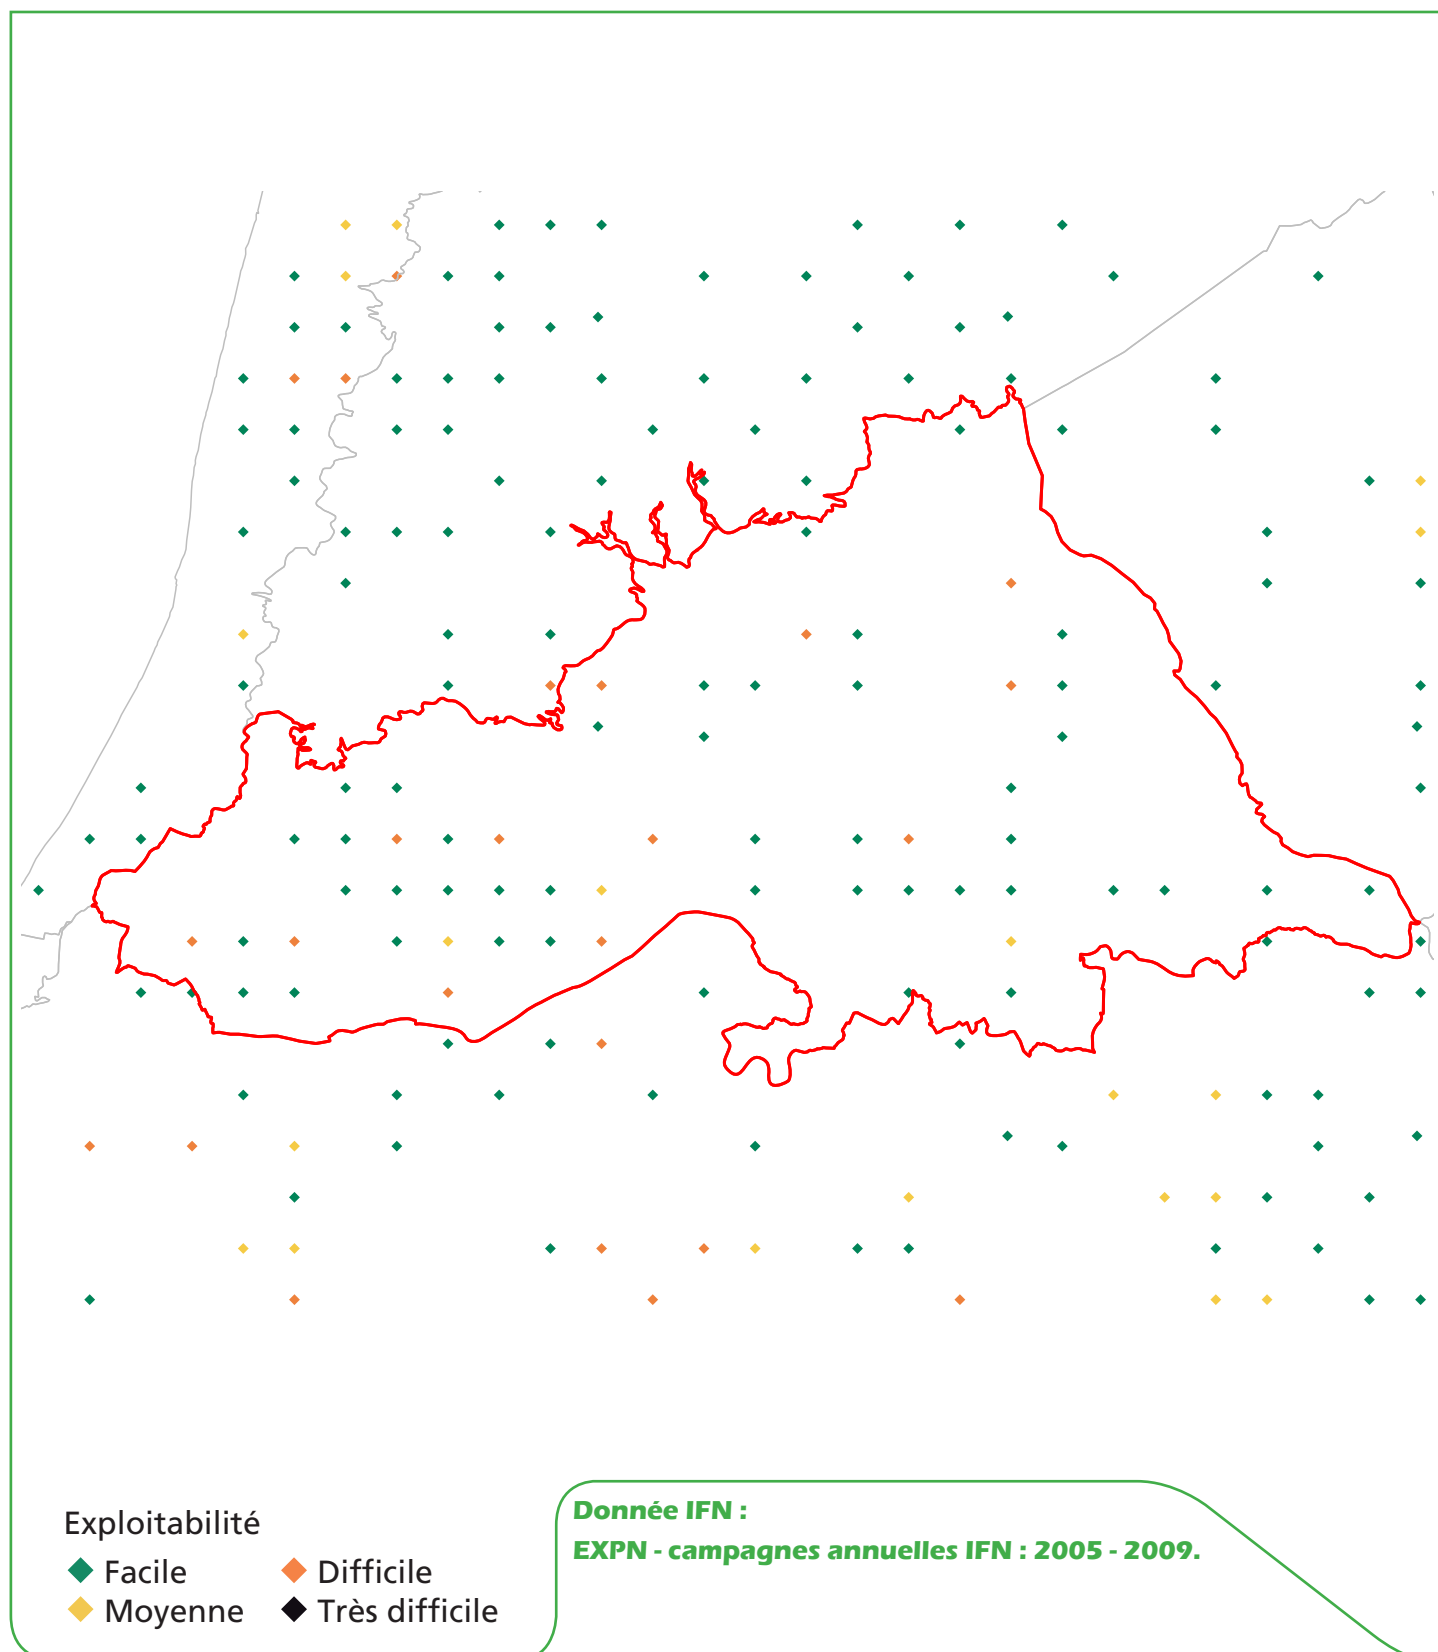 Exploitabilité
Facile
Difficile
Moyenne
Très difficile
Donnée IFN :
EXPN - campagnes annuelles IFN : 2005 - 2009.